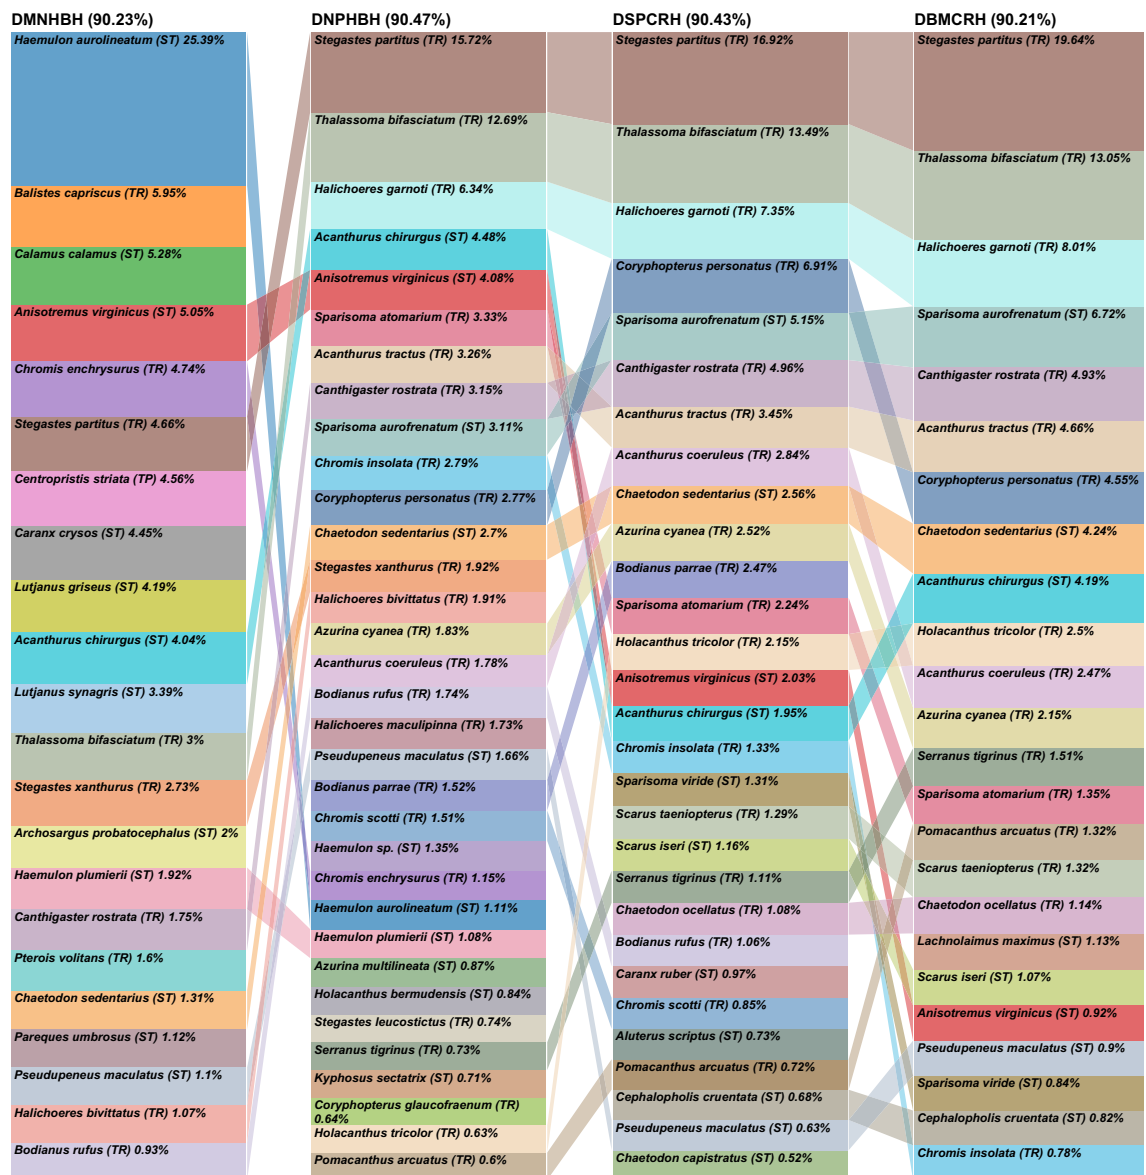 DMNHBH (90.23%)
Haemulon aurolineatum (ST) 25.39%
Balistes capriscus (TR) 5.95%
Calamus calamus (ST) 5.28%
Anisotremus virginicus (ST) 5.05%
Chromis enchrysurus (TR) 4.74%
Stegastes partitus (TR) 4.66%
Centropristis striata (TP) 4.56%
Caranx crysos (ST) 4.45%
Lutjanus griseus (ST) 4.19%
Acanthurus chirurgus (ST) 4.04%
Lutjanus synagris (ST) 3.39%
Thalassoma bifasciatum (TR) 3%
Stegastes xanthurus (TR) 2.73%
Archosargus probatocephalus (ST) 2%
Haemulon plumierii (ST) 1.92%
Canthigaster rostrata (TR) 1.75%
Pterois volitans (TR) 1.6%
Chaetodon sedentarius (ST) 1.31%
Pareques umbrosus (ST) 1.12%
Pseudupeneus maculatus (ST) 1.1%
Halichoeres bivittatus (TR) 1.07%
Bodianus rufus (TR) 0.93%
DNPHBH (90.47%)
Stegastes partitus (TR) 15.72%
Thalassoma bifasciatum (TR) 12.69%
Halichoeres garnoti (TR) 6.34%
Acanthurus chirurgus (ST) 4.48%
Anisotremus virginicus (ST) 4.08%
Sparisoma atomarium (TR) 3.33%
Acanthurus tractus (TR) 3.26%
Canthigaster rostrata (TR) 3.15%
Sparisoma aurofrenatum (ST) 3.11%
Chromis insolata (TR) 2.79%
Coryphopterus personatus (TR) 2.77%
Chaetodon sedentarius (ST) 2.7%
Stegastes xanthurus (TR) 1.92%
Halichoeres bivittatus (TR) 1.91%
Azurina cyanea (TR) 1.83%
Acanthurus coeruleus (TR) 1.78%
Bodianus rufus (TR) 1.74%
Halichoeres maculipinna (TR) 1.73%
Pseudupeneus maculatus (ST) 1.66%
Bodianus parrae (TR) 1.52%
Chromis scotti (TR) 1.51%
Haemulon sp. (ST) 1.35%
Chromis enchrysurus (TR) 1.15%
Haemulon aurolineatum (ST) 1.11%
Haemulon plumierii (ST) 1.08%
Azurina multilineata (ST) 0.87%
Holacanthus bermudensis (ST) 0.84%
Stegastes leucostictus (TR) 0.74%
Serranus tigrinus (TR) 0.73%
Kyphosus sectatrix (ST) 0.71%
Coryphopterus glaucofraenum (TR)
0.64%
Holacanthus tricolor (TR) 0.63%
Pomacanthus arcuatus (TR) 0.6%
DSPCRH (90.43%)
Stegastes partitus (TR) 16.92%
Thalassoma bifasciatum (TR) 13.49%
Halichoeres garnoti (TR) 7.35%
Coryphopterus personatus (TR) 6.91%
Sparisoma aurofrenatum (ST) 5.15%
Canthigaster rostrata (TR) 4.96%
Acanthurus tractus (TR) 3.45%
Acanthurus coeruleus (TR) 2.84%
Chaetodon sedentarius (ST) 2.56%
Azurina cyanea (TR) 2.52%
Bodianus parrae (TR) 2.47%
Sparisoma atomarium (TR) 2.24%
Holacanthus tricolor (TR) 2.15%
Anisotremus virginicus (ST) 2.03%
Acanthurus chirurgus (ST) 1.95%
Chromis insolata (TR) 1.33%
Sparisoma viride (ST) 1.31%
Scarus taeniopterus (TR) 1.29%
Scarus iseri (ST) 1.16%
Serranus tigrinus (TR) 1.11%
Chaetodon ocellatus (TR) 1.08%
Bodianus rufus (TR) 1.06%
Caranx ruber (ST) 0.97%
Chromis scotti (TR) 0.85%
Aluterus scriptus (ST) 0.73%
Pomacanthus arcuatus (TR) 0.72%
Cephalopholis cruentata (ST) 0.68%
Pseudupeneus maculatus (ST) 0.63%
Chaetodon capistratus (ST) 0.52%
DBMCRH (90.21%)
Stegastes partitus (TR) 19.64%
Thalassoma bifasciatum (TR) 13.05%
Halichoeres garnoti (TR) 8.01%
Sparisoma aurofrenatum (ST) 6.72%
Canthigaster rostrata (TR) 4.93%
Acanthurus tractus (TR) 4.66%
Coryphopterus personatus (TR) 4.55%
Chaetodon sedentarius (ST) 4.24%
Acanthurus chirurgus (ST) 4.19%
Holacanthus tricolor (TR) 2.5%
Acanthurus coeruleus (TR) 2.47%
Azurina cyanea (TR) 2.15%
Serranus tigrinus (TR) 1.51%
Sparisoma atomarium (TR) 1.35%
Pomacanthus arcuatus (TR) 1.32%
Scarus taeniopterus (TR) 1.32%
Chaetodon ocellatus (TR) 1.14%
Lachnolaimus maximus (ST) 1.13%
Scarus iseri (ST) 1.07%
Anisotremus virginicus (ST) 0.92%
Pseudupeneus maculatus (ST) 0.9%
Sparisoma viride (ST) 0.84%
Cephalopholis cruentata (ST) 0.82%
Chromis insolata (TR) 0.78%